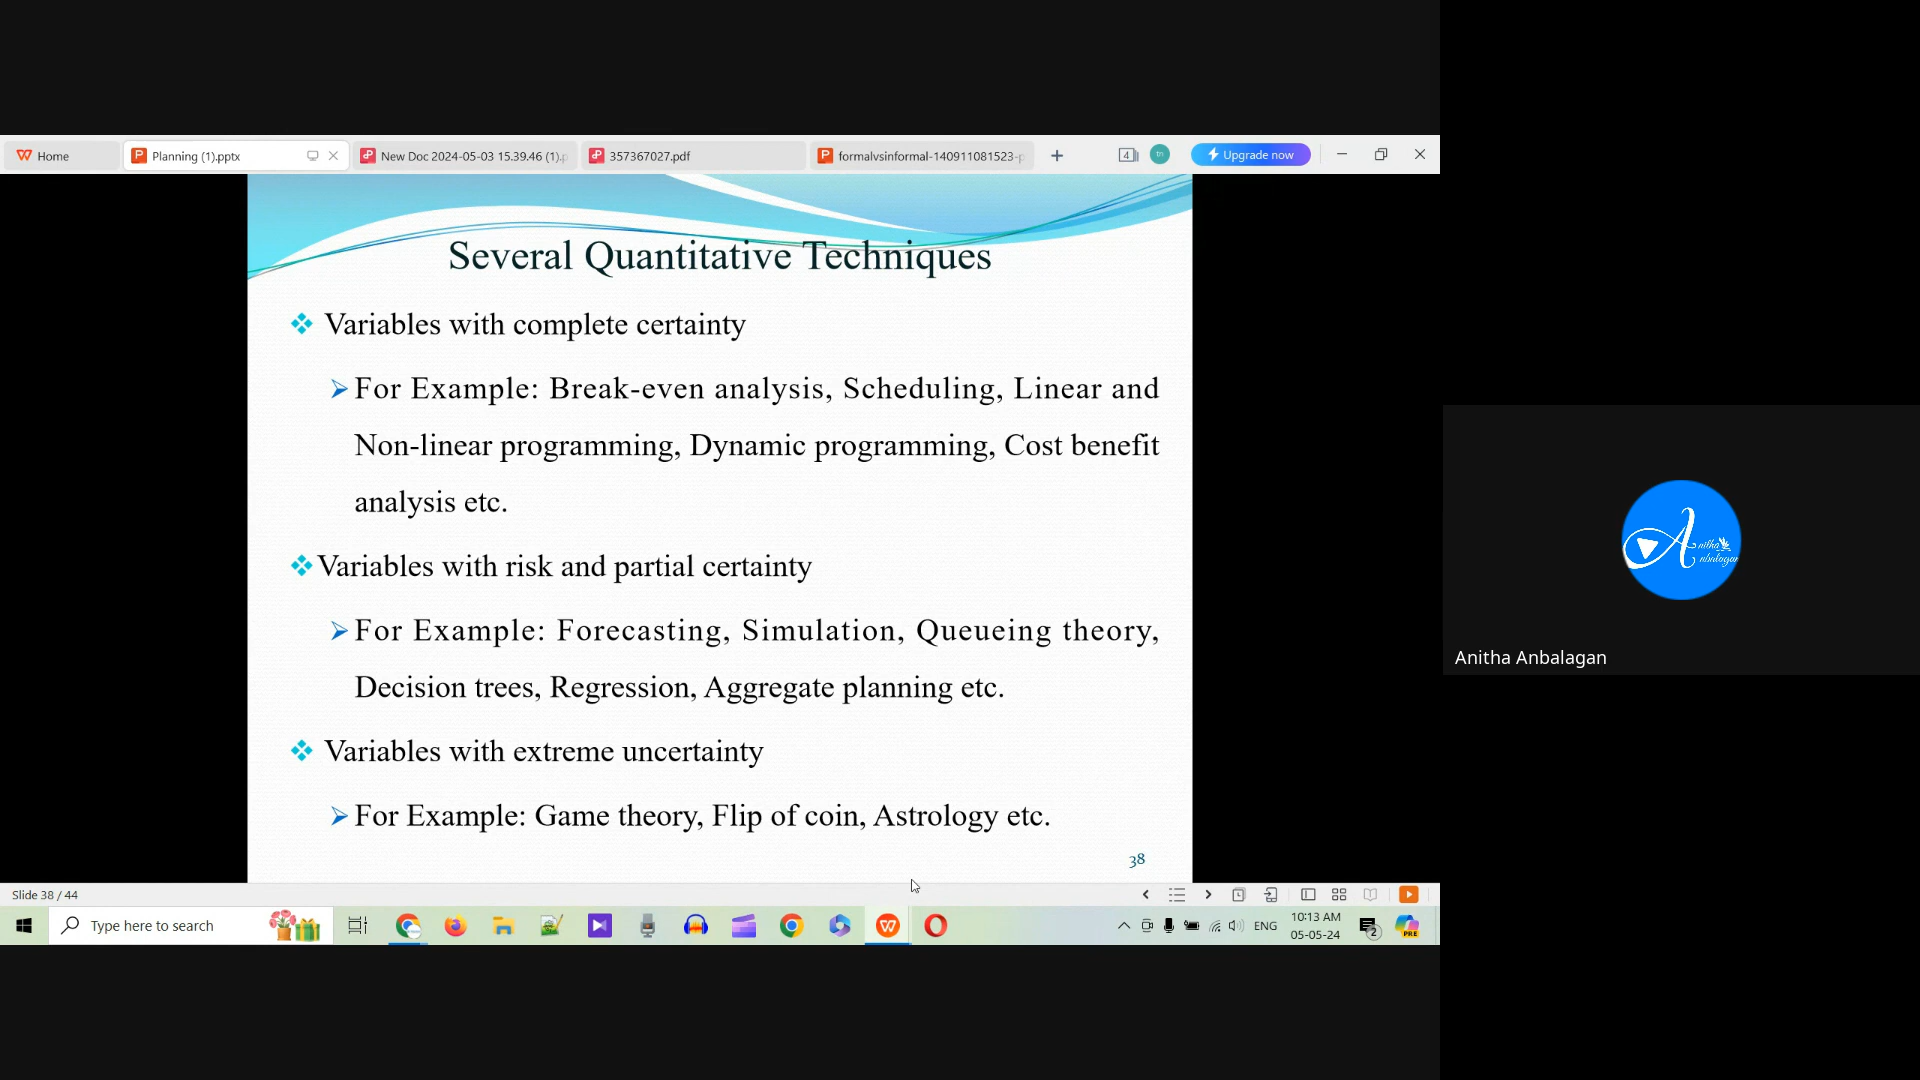 Home
Planning (1).pptx
New Doc 2024-05-03 15.39.46 (1).p
357367027.pdf
formalvsinformal-140911081523-p
4
Upgrade now
Several Quantitative Techniques
Variables with complete certainty
For Example: Break-even analysis, Scheduling, Linear and
Non-linear programming, Dynamic programming, Cost benefit
analysis etc.
Variables with risk and partial certainty
For Example: Forecasting, Simulation, Queueing theory,
Decision trees, Regression, Aggregate planning etc.
Variables with extreme uncertainty
For Example: Game theory, Flip of coin, Astrology etc.
38
Anitha Anbalagan
Slide 38 / 44
Type here to search
ENG
10:13 AM
05-05-24
2
PRE